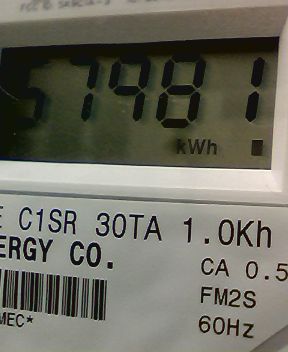 57981
kWh
E C1SR 30TA 1.0Kh
ERGY CO.
CA 0.5
FM2S
MEC*
60Hz